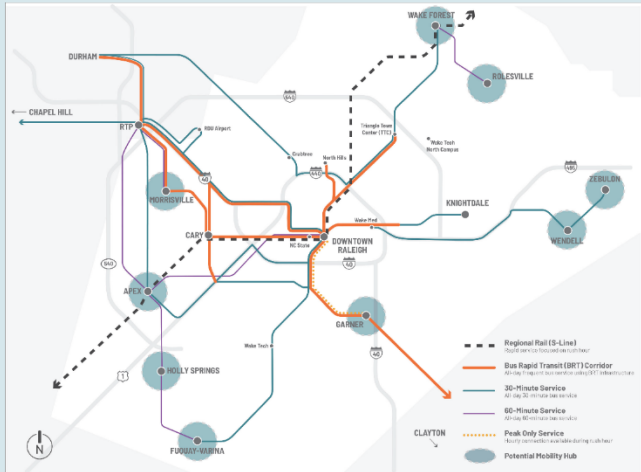 WAKE FOREST
ROLESVILLE
DURHAM
CHAPEL HILL
RTP
RDU Airport
540
Triangle Town
Center (TTC)
Wake Tech
North Campus
Crabtree
North Hills
440
40
MORRISVILLE
CARY
NC State
DOWNTOWN
RALEIGH
Wake Med
KNIGHTDALE
ZEBULON
WENDELL
40
540
APEX
GARNER
Wake Tech
40
HOLLY SPRINGS
1
FUQUAY-VARINA
CLAYTON
N
Regional Rail (S-Line)
Rapid service focused on rush hour
Bus Rapid Transit (BRT) Corridor
All-day frequent bus service using BRT infrastructure
30-Minute Service
All-day 30-minute bus service
60-Minute Service
All-day 60-minute bus service
Peak Only Service
Hourly connection available during rush hour
Potential Mobility Hub